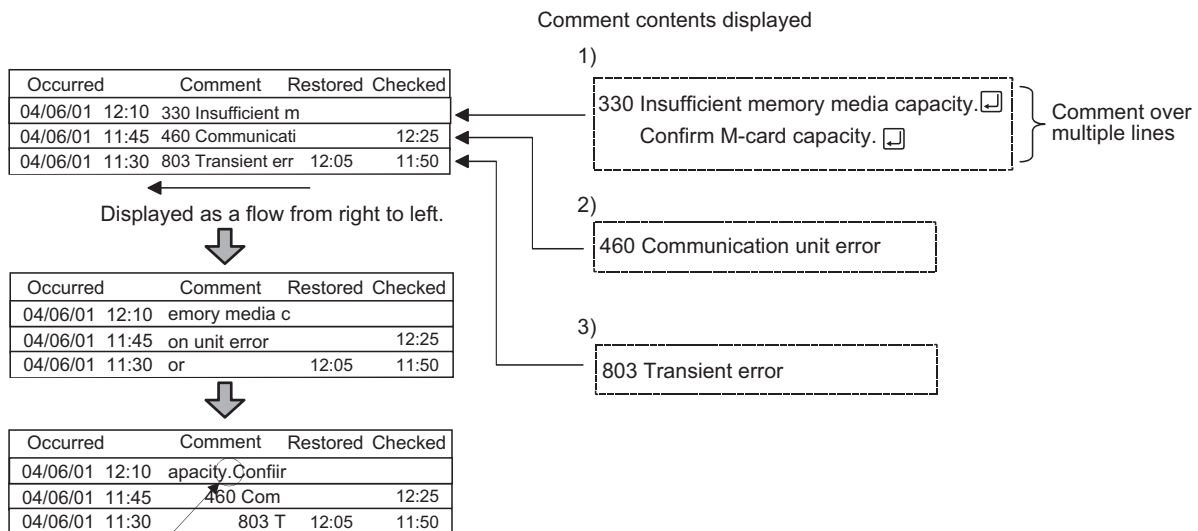 Comment contents displayed
Occurred Comment Restored Checked
04/06/01 12:10 330 Insufficient m
04/06/01 11:45 460 Communicati 12:25
04/06/01 11:30 803 Transient err 12:05 11:50
Displayed as a flow from right to left.
Occurred Comment Restored Checked
04/06/01 12:10 emory media c
04/06/01 11:45 on unit error 12:25
04/06/01 11:30 or 12:05 11:50
Occurred Comment Restored Checked
04/06/01 12:10 apacity.Confiir
04/06/01 11:45 460 Com 12:25
04/06/01 11:30 803 T 12:05 11:50
1)
330 Insufficient memory media capacity.
Confirm M-card capacity.
Comment over
multiple lines
2)
460 Communication unit error
3)
803 Transient error